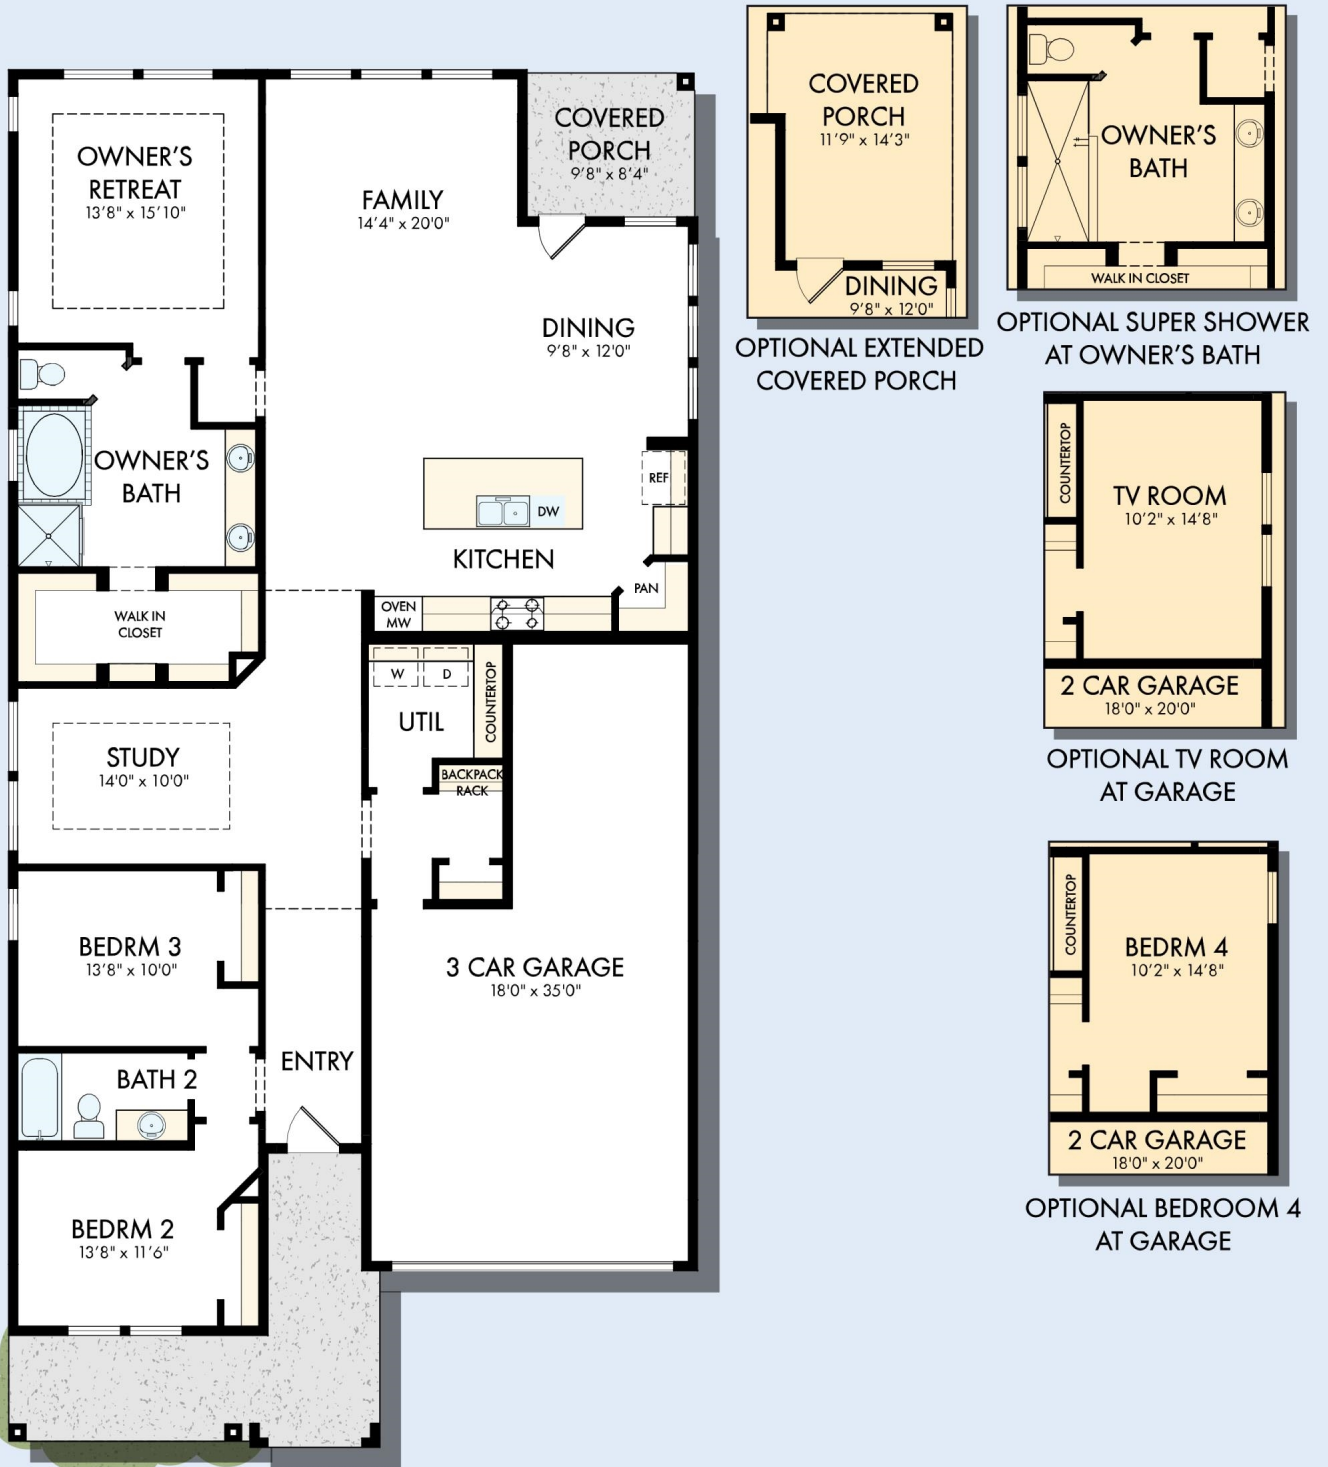 OWNER'S
RETREAT
13'8" x 15'10"
FAMILY
14'4" x 20'0"
COVERED
PORCH
9'8" x 8'4"
DINING
9'8" x 12'0"
OWNER'S
BATH
REF
DW
KITCHEN
PAN
OVEN
MW
WALK IN
CLOSET
W
D
COUNTERTOP
UTIL
STUDY
14'0" x 10'0"
BACKPACK
RACK
BEDRM 3
13'8" x 10'0"
3 CAR GARAGE
18'0" x 35'0"
ENTRY
BATH 2
BEDRM 2
13'8" x 11'6"
COVERED
PORCH
11'9" x 14'3"
DINING
9'8" x 12'0"
OPTIONAL EXTENDED
COVERED PORCH
OWNER'S
BATH
WALK IN CLOSET
OPTIONAL SUPER SHOWER
AT OWNER'S BATH
COUNTERTOP
TV ROOM
10'2" x 14'8"
2 CAR GARAGE
18'0" x 20'0"
OPTIONAL TV ROOM
AT GARAGE
COUNTERTOP
BEDRM 4
10'2" x 14'8"
2 CAR GARAGE
18'0" x 20'0"
OPTIONAL BEDROOM 4
AT GARAGE